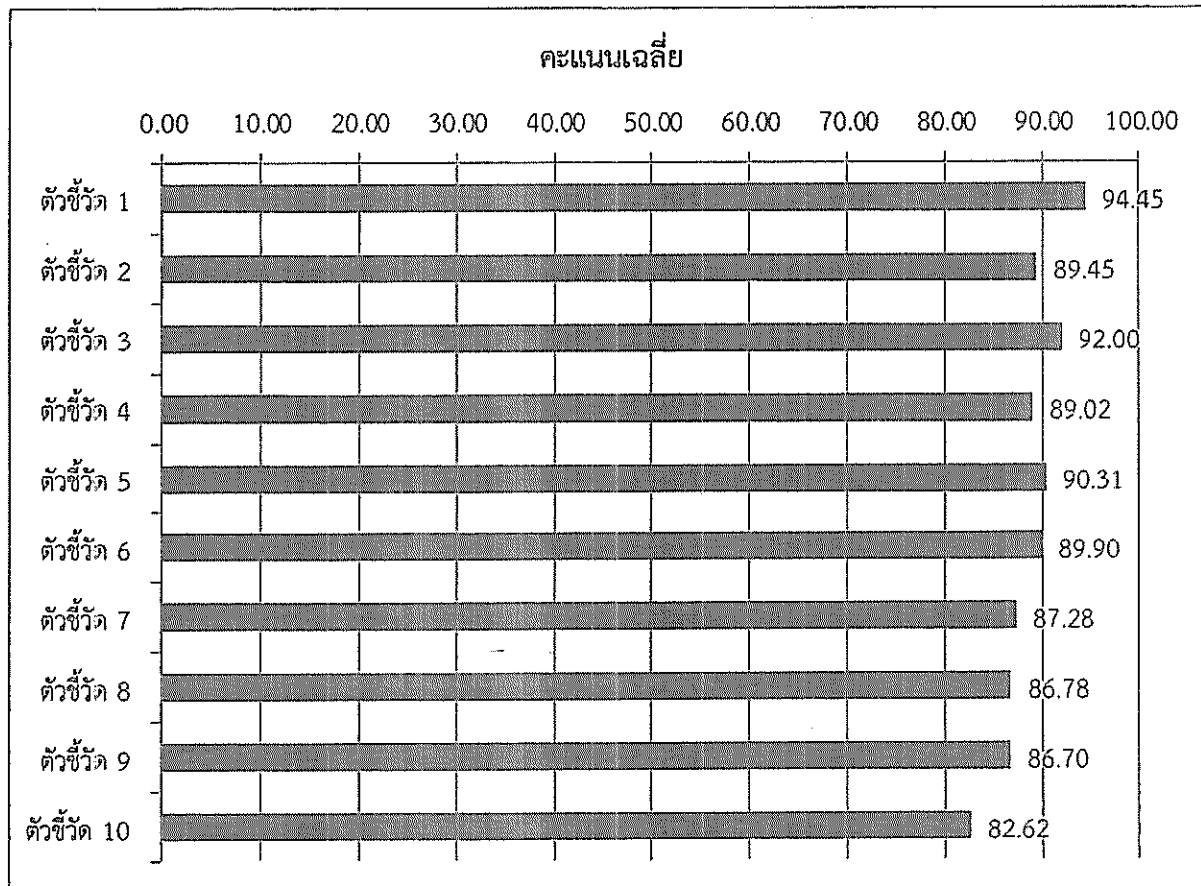 คะแนนเฉลี่ย
0.00 10.00 20.00 30.00 40.00 50.00 60.00 70.00 80.00 90.00 100.00
ตัวชี้วัด 1 94.45
ตัวชี้วัด 2 89.45
ตัวชี้วัด 3 92.00
ตัวชี้วัด 4 89.02
ตัวชี้วัด 5 90.31
ตัวชี้วัด 6 89.90
ตัวชี้วัด 7 87.28
ตัวชี้วัด 8 86.78
ตัวชี้วัด 9 86.70
ตัวชี้วัด 10 82.62